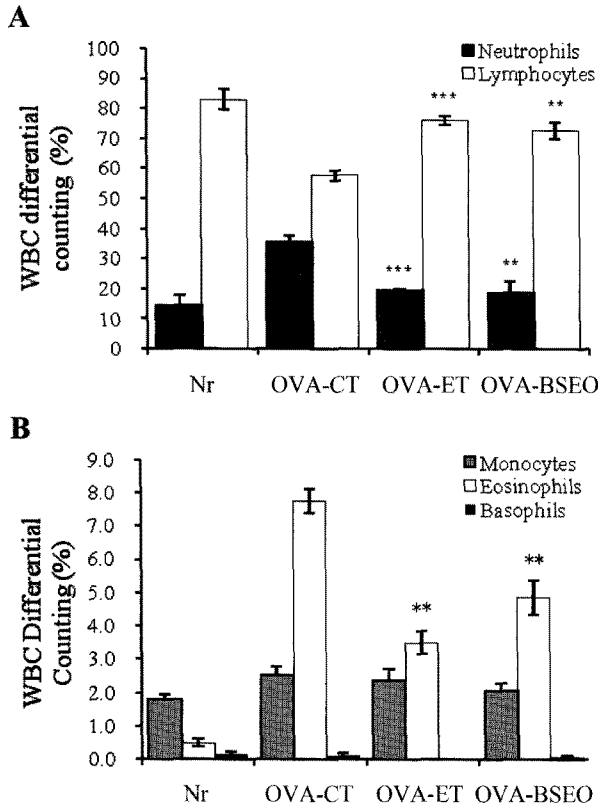 A
100
90
80
70
60
50
40
30
20
10
0
WBC differential
counting (%)
Neutrophils
Lymphocytes
***
**
***
**
Nr OVA-CT OVA-ET OVA-BSEO
B
9.0
8.0
7.0
6.0
5.0
4.0
3.0
2.0
1.0
0.0
WBC Differential
Counting (%)
Monocytes
Eosinophils
Basophils
**
**
Nr OVA-CT OVA-ET OVA-BSEO